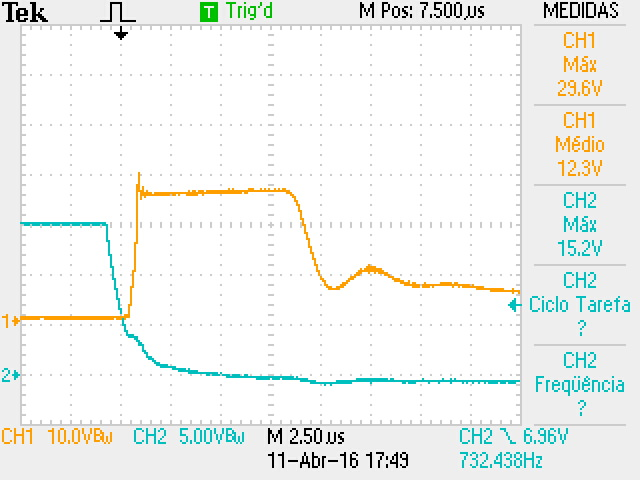 Tek T Trig'd M Pos: 7.500µs MEDIDAS
CH1
Máx
29.6V
CH1
Médio
12.3V
CH2
Máx
15.2V
CH2
Ciclo Tarefa
?
CH2
Freqüência
?
1
2
CH1 10.0VBw CH2 5.00VBw M 2.50µs CH2 6.96V
11-Abr-16 17:49 732.438Hz